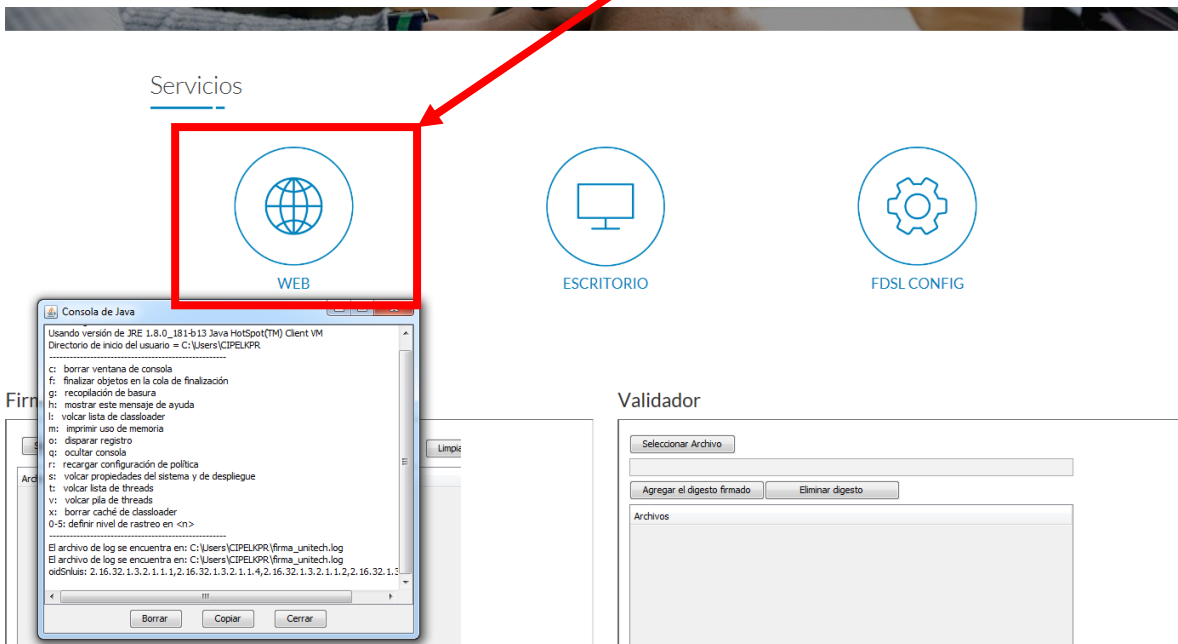 Servicios
WEB
ESCRITORIO
FDSL CONFIG
Consola de Java
Usando versión de JRE 1.8.0_181-b13 Java HotSpot(TM) Client VM
Directorio de inicio del usuario = C:\Users\CIPELKPR
----------------------------------------------------
c: borrar ventana de consola
f: finalizar objetos en la cola de finalización
g: recopilación de basura
h: mostrar este mensaje de ayuda
l: volcar lista de classloader
m: imprimir uso de memoria
o: disparar registro
q: ocultar consola
r: recargar configuración de política
s: volcar propiedades del sistema y de despliegue
t: volcar lista de threads
v: volcar pila de threads
x: borrar caché de classloader
0-5: definir nivel de rastreo en <n>
----------------------------------------------------
El archivo de log se encuentra en: C:\Users\CIPELKPR\firma_unitech.log
El archivo de log se encuentra en: C:\Users\CIPELKPR\firma_unitech.log
oidSnluis: 2.16.32.1.3.2.1.1.1,2.16.32.1.3.2.1.1.4,2.16.32.1.3.2.1.1.2,2.16.32.1.3
Borrar Copiar Cerrar
Firm
Limpia
Validador
Seleccionar Archivo
Agregar el digesto firmado Eliminar digesto
Archivos